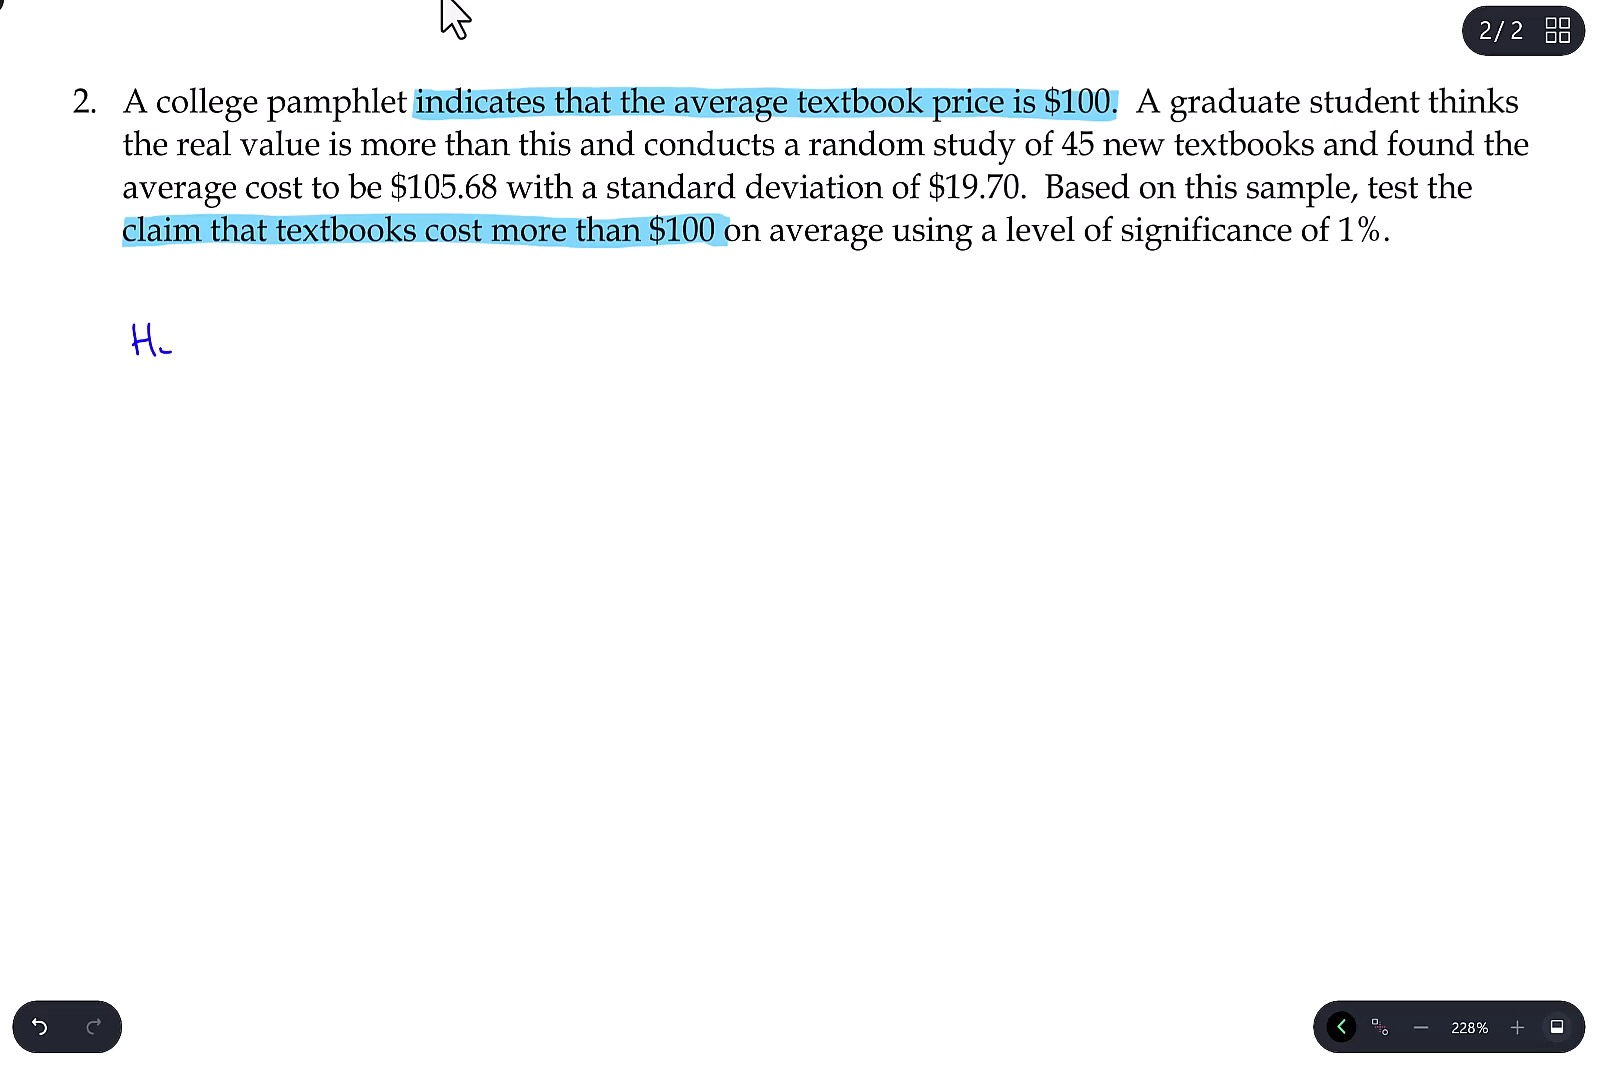 2/ 2
2. A college pamphlet indicates that the average textbook price is $100. A graduate student thinks
the real value is more than this and conducts a random study of 45 new textbooks and found the
average cost to be $105.68 with a standard deviation of $19.70. Based on this sample, test the
claim that textbooks cost more than $100 on average using a level of significance of 1%.
H
228%